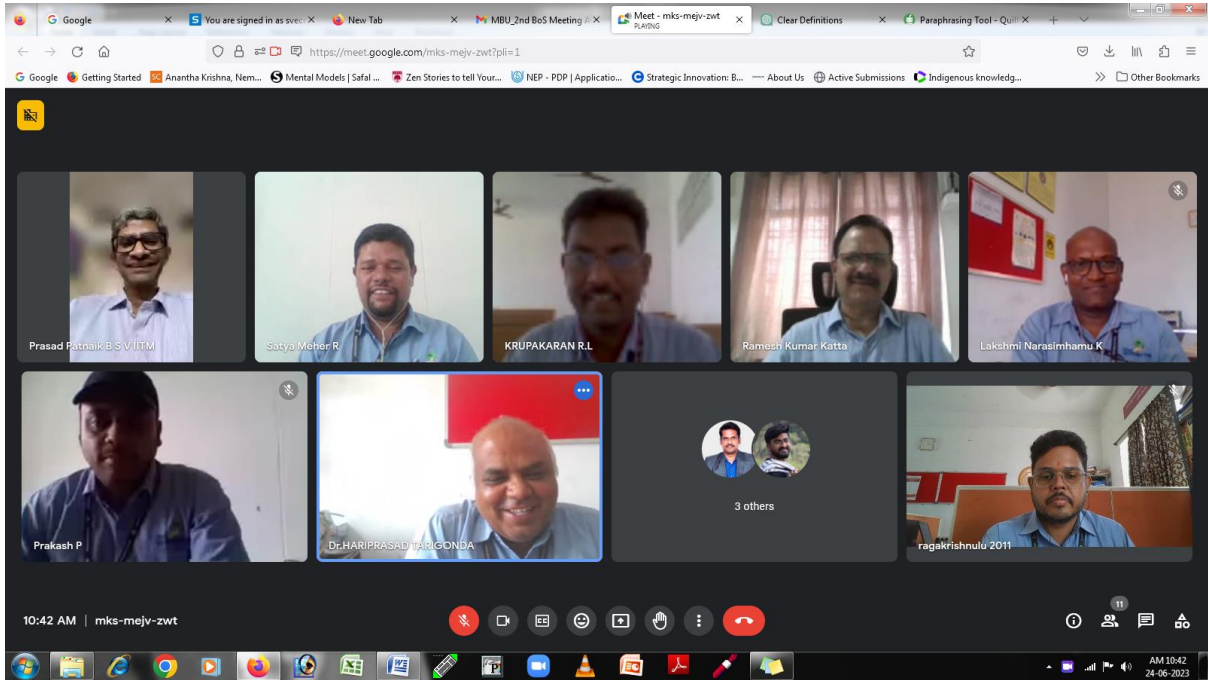 Google
You are signed in as svec
New Tab
MBU_2nd BoS Meeting A
Meet - mks-mejv-zwt
PLAYING
Clear Definitions
Paraphrasing Tool - Quill
https://meet.google.com/mks-mejv-zwt?pli=1
Google
Getting Started
Anantha Krishna, Nem...
Mental Models | Safal ...
Zen Stories to tell Your...
NEP - PDP | Applicatio...
Strategic Innovation: B...
About Us
Active Submissions
Indigenous knowledg...
Other Bookmarks
Prasad Patnaik B S V IITM
Satya Meher R
KRUPAKARAN R.L
Ramesh Kumar Katta
Lakshmi Narasimhamu K
Prakash P
Dr.HARIPRASAD TARIGONDA
3 others
ragakrishnulu 2011
10:42 AM | mks-mejv-zwt
11
AM 10:42
24-06-2023